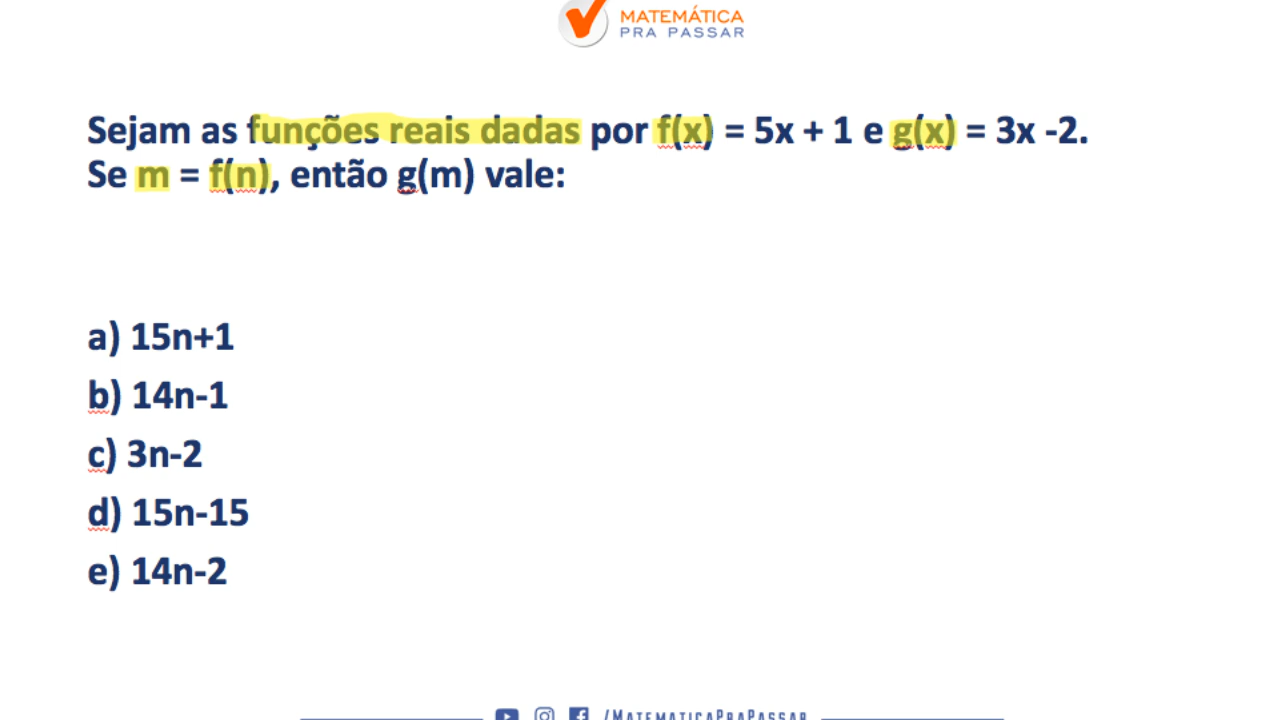 MATEMÁTICA
PRA PASSAR
Sejam as funções reais dadas por f(x) = 5x + 1 e g(x) = 3x -2.
Se m = f(n), então g(m) vale:
a) 15n+1
b) 14n-1
c) 3n-2
d) 15n-15
e) 14n-2
/MATEMATICAPRAPASSAR